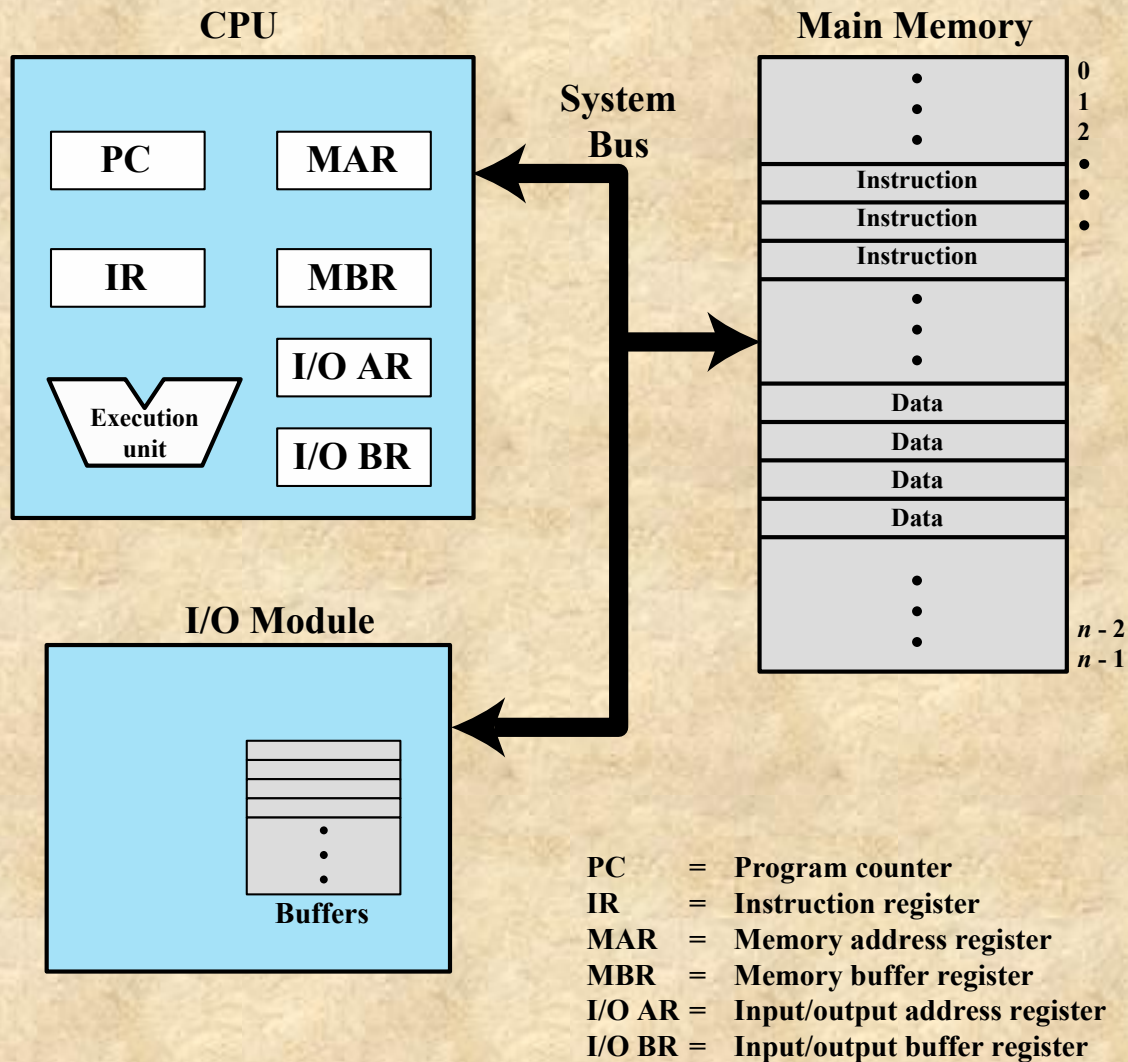 CPU
PC
MAR
IR
MBR
I/O AR
Execution
unit
I/O BR
System
Bus
Main Memory
0
1
2
Instruction
Instruction
Instruction
Data
Data
Data
Data
n - 2
n - 1
I/O Module
Buffers
PC = Program counter
IR = Instruction register
MAR = Memory address register
MBR = Memory buffer register
I/O AR = Input/output address register
I/O BR = Input/output buffer register